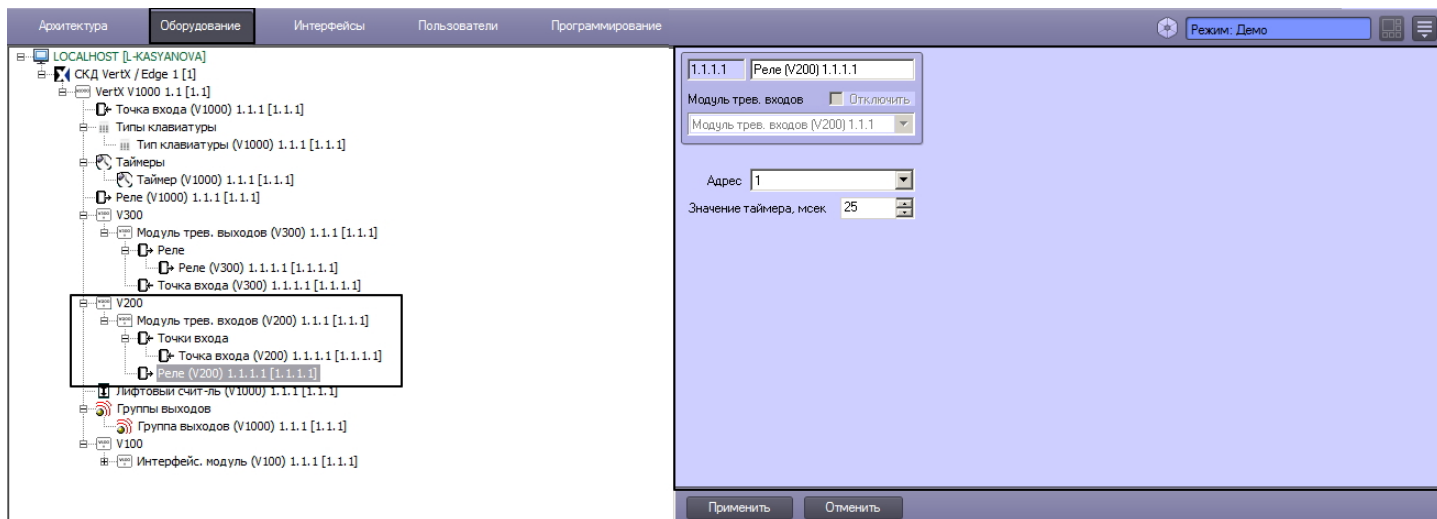 Архитектура Оборудование Интерфейсы Пользователи Программирование Режим: Демо
LOCALHOST [L-KASYANOVA]
СКД VertX / Edge 1 [1]
VertX V1000 1.1 [1.1]
Точка входа (V1000) 1.1.1 [1.1.1]
Типы клавиатуры
Тип клавиатуры (V1000) 1.1.1 [1.1.1]
Таймеры
Таймер (V1000) 1.1.1 [1.1.1]
Реле (V1000) 1.1.1 [1.1.1]
V300
Модуль трев. выходов (V300) 1.1.1 [1.1.1]
Реле
Реле (V300) 1.1.1.1 [1.1.1.1]
Точка входа (V300) 1.1.1.1 [1.1.1.1]
V200
Модуль трев. входов (V200) 1.1.1 [1.1.1]
Точки входа
Точка входа (V200) 1.1.1.1 [1.1.1.1]
Реле (V200) 1.1.1.1 [1.1.1.1]
Лифтовый счит-ль (V1000) 1.1.1 [1.1.1]
Группы выходов
Группа выходов (V1000) 1.1.1 [1.1.1]
V100
Интерфейс. модуль (V100) 1.1.1 [1.1.1]
1.1.1.1 Реле (V200) 1.1.1.1
Модуль трев. входов Отключить
Модуль трев. входов (V200) 1.1.1
Адрес 1
Значение таймера, мсек 25
Применить Отменить